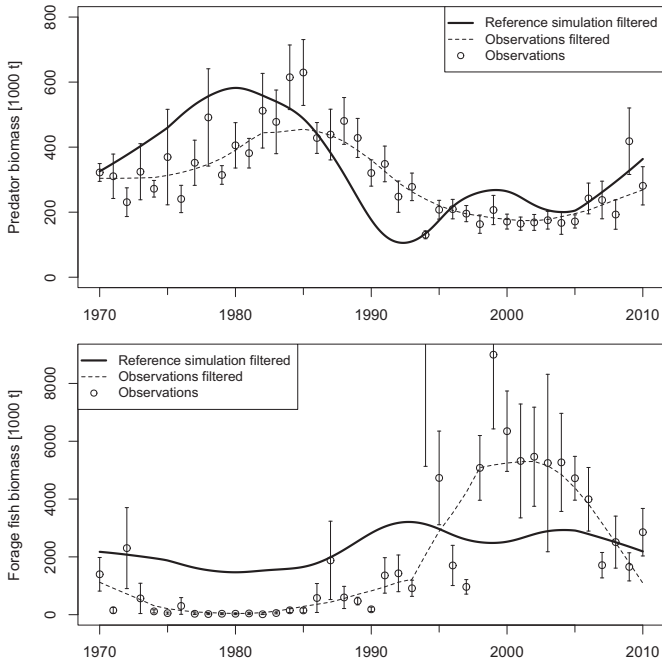 Predator biomass [1000 t]
800
600
400
200
0
Reference simulation filtered
Observations filtered
Observations
1970
1980
1990
2000
2010
Forage fish biomass [1000 t]
8000
6000
4000
2000
0
Reference simulation filtered
Observations filtered
Observations
1970
1980
1990
2000
2010